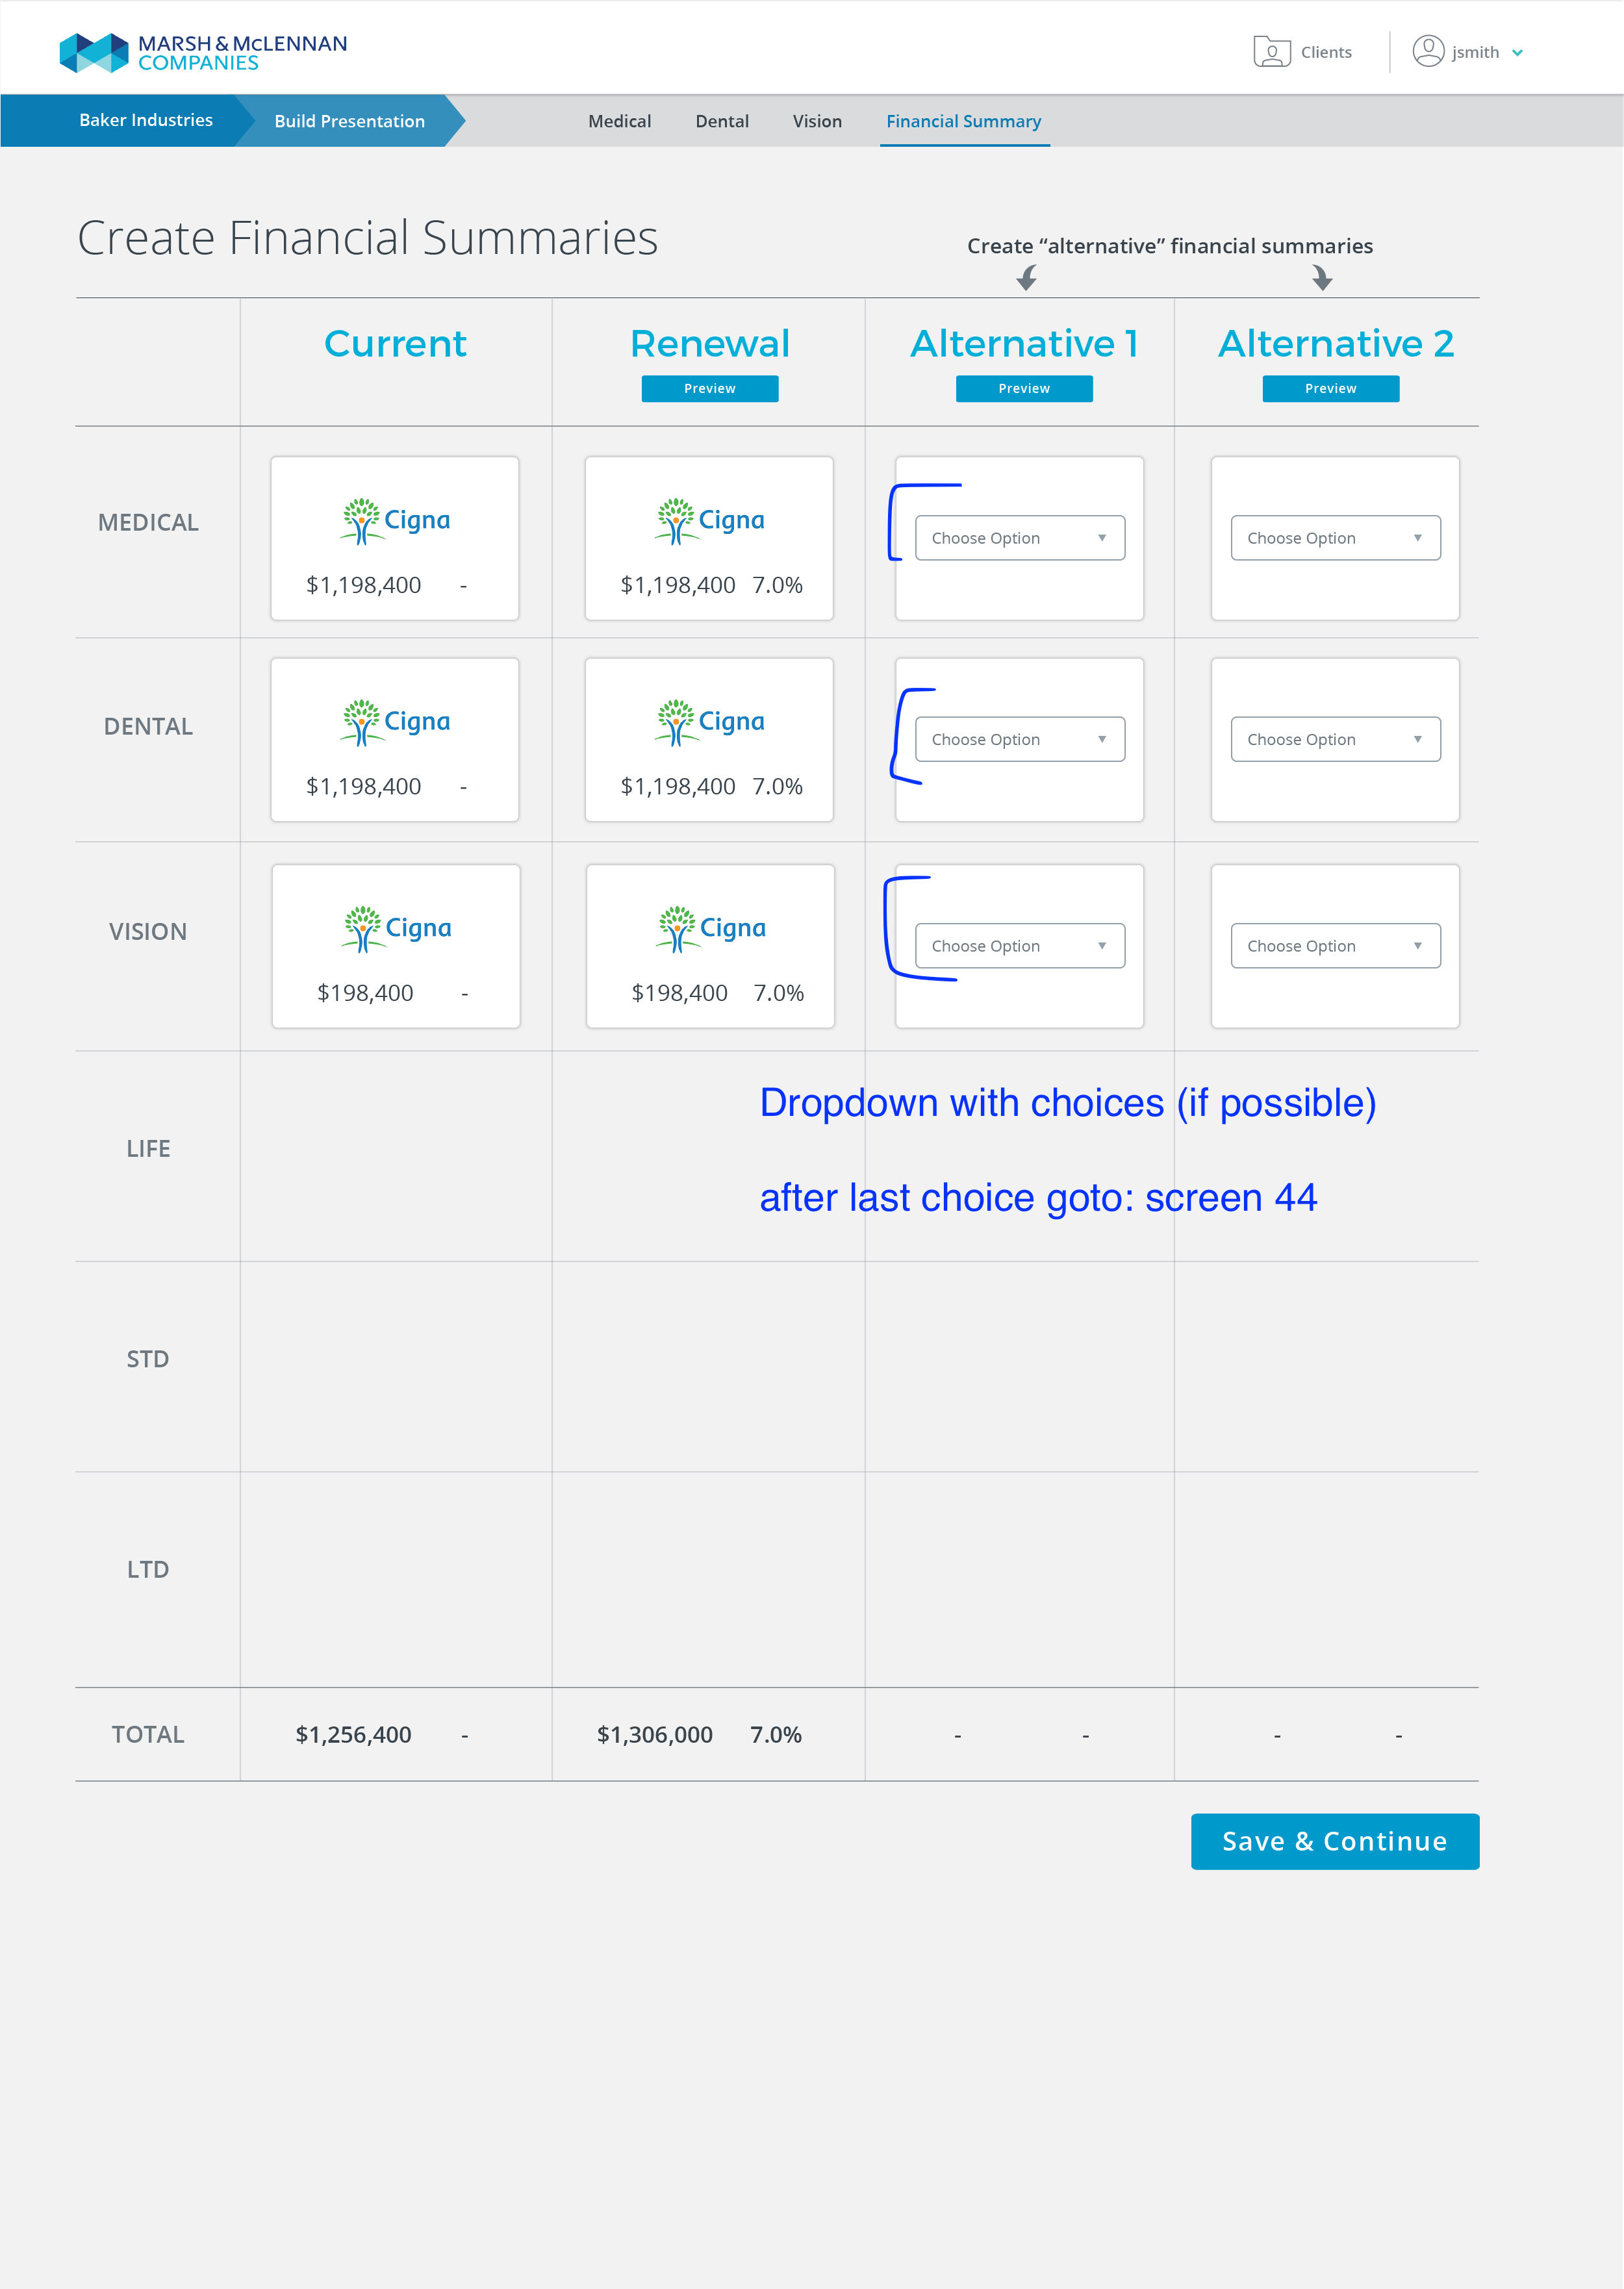 MARSH & McLENNAN
COMPANIES
Clients
jsmith
Baker Industries
Build Presentation
Medical
Dental
Vision
Financial Summary
Create Financial Summaries
Create “alternative” financial summaries
Current
Renewal
Alternative 1
Alternative 2
Preview
Preview
Preview
MEDICAL
Cigna
$1,198,400 -
Cigna
$1,198,400 7.0%
Choose Option
Choose Option
DENTAL
Cigna
$1,198,400 -
Cigna
$1,198,400 7.0%
Choose Option
Choose Option
VISION
Cigna
$198,400 -
Cigna
$198,400 7.0%
Choose Option
Choose Option
LIFE
Dropdown with choices (if possible)
after last choice goto: screen 44
STD
LTD
TOTAL
$1,256,400 -
$1,306,000 7.0%
- -
- -
Save & Continue